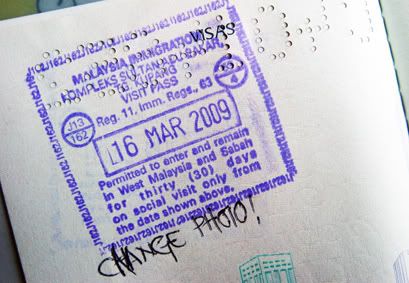 VISAS
MALAYSIA IMMIGRATION
KOMPLEKS SULTAN ABU BAKAR,
TG. KUPANG
VISIT PASS
Reg. 11, Imm. Regs. 63
16 MAR 2009
Permitted to enter and remain
in West Malaysia and Sabah
for thirty (30) days
on social visit only from
the date shown above.
CHANGE PHOTO!